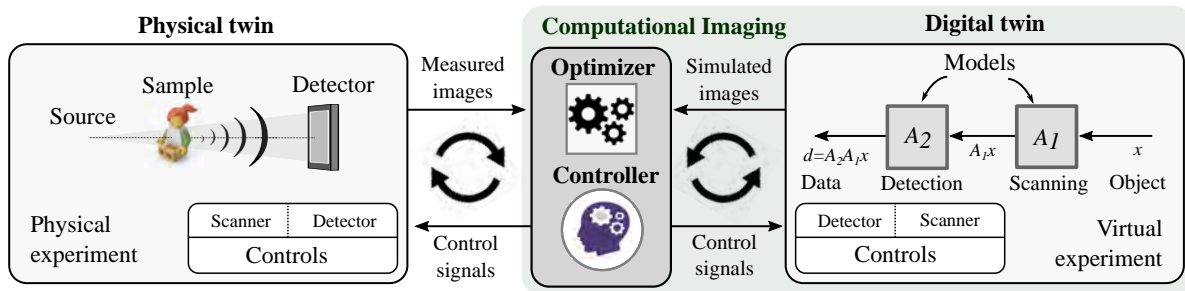 Physical twin
Source
Sample
Detector
Physical
experiment
Scanner
Detector
Controls
Measured
images
Control
signals
Computational Imaging
Optimizer
Controller
Simulated
images
Control
signals
Digital twin
Models
A2
A1
d=A2A1x
A1x
x
Data
Detection
Scanning
Object
Detector
Scanner
Controls
Virtual
experiment